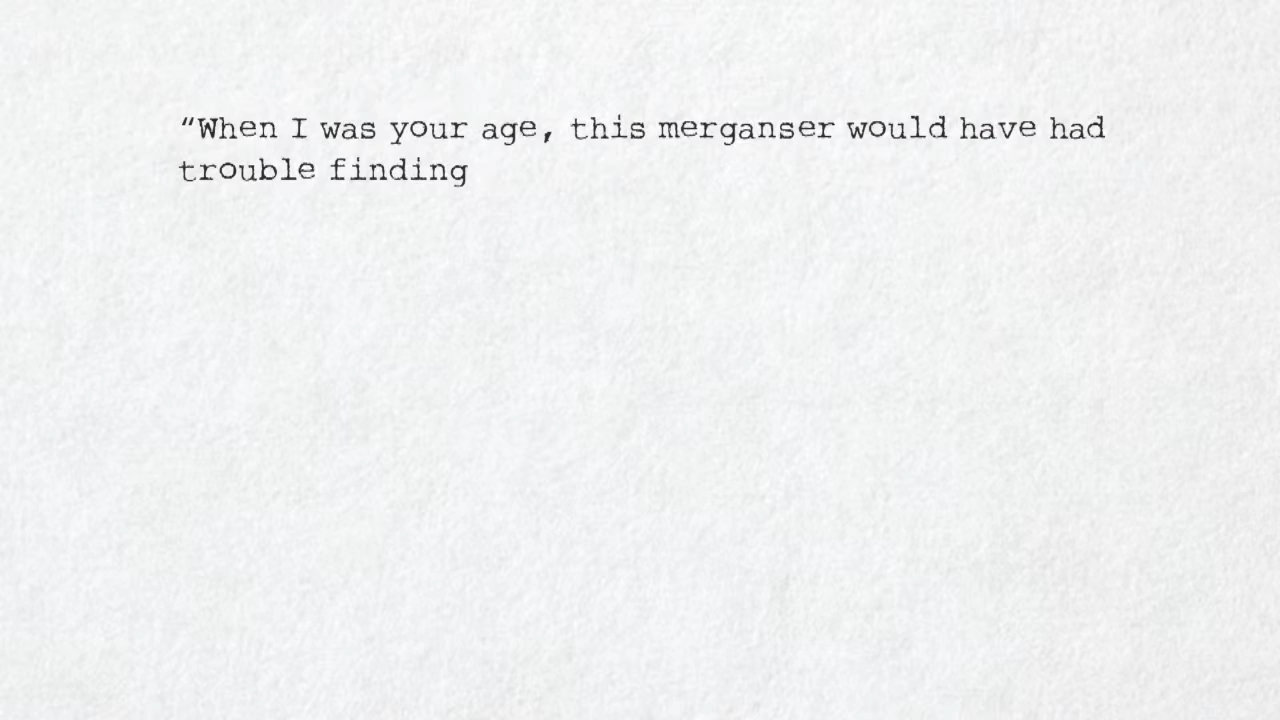 “When I was your age, this merganser would have had
trouble finding